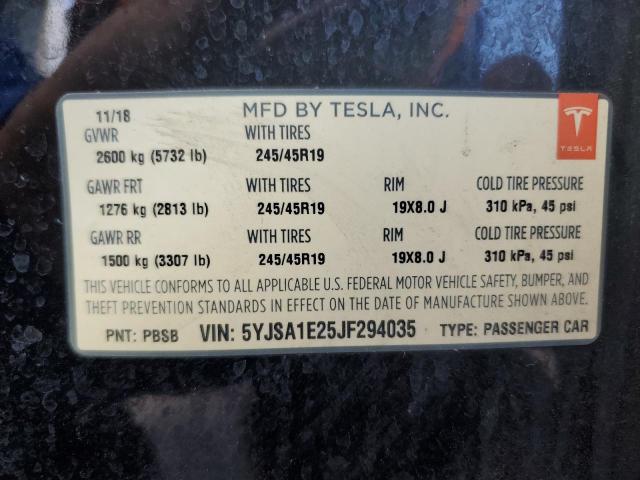 11/18 MFD BY TESLA, INC.
GVWR WITH TIRES
2600 kg (5732 lb) 245/45R19
TESLA
GAWR FRT WITH TIRES RIM COLD TIRE PRESSURE
1276 kg (2813 lb) 245/45R19 19X8.0 J 310 kPa, 45 psi
GAWR RR WITH TIRES RIM COLD TIRE PRESSURE
1500 kg (3307 lb) 245/45R19 19X8.0 J 310 kPa, 45 psi
THIS VEHICLE CONFORMS TO ALL APPLICABLE U.S. FEDERAL MOTOR VEHICLE SAFETY, BUMPER, AND
THEFT PREVENTION STANDARDS IN EFFECT ON THE DATE OF MANUFACTURE SHOWN ABOVE.
PNT: PBSB VIN: 5YJSA1E25JF294035 TYPE: PASSENGER CAR